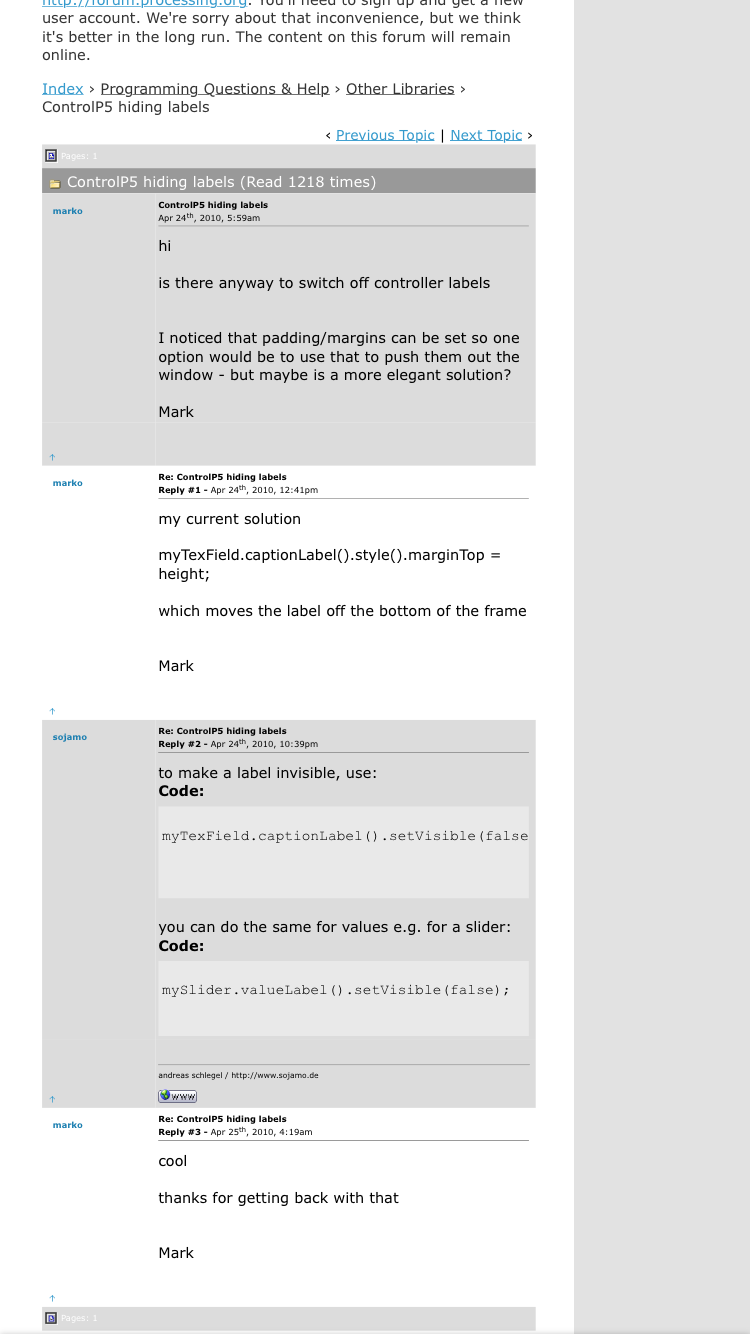 http://forum.processing.org. You'll need to sign up and get a new
user account. We're sorry about that inconvenience, but we think
it's better in the long run. The content on this forum will remain
online.
Index › Programming Questions & Help › Other Libraries ›
ControlP5 hiding labels
‹ Previous Topic | Next Topic ›
Pages: 1
ControlP5 hiding labels (Read 1218 times)
marko
ControlP5 hiding labels
Apr 24th, 2010, 5:59am
hi
is there anyway to switch off controller labels
I noticed that padding/margins can be set so one
option would be to use that to push them out the
window - but maybe is a more elegant solution?
Mark
↑
marko
Re: ControlP5 hiding labels
Reply #1 - Apr 24th, 2010, 12:41pm
my current solution
myTexField.captionLabel().style().marginTop =
height;
which moves the label off the bottom of the frame
Mark
↑
sojamo
Re: ControlP5 hiding labels
Reply #2 - Apr 24th, 2010, 10:39pm
to make a label invisible, use:
Code:
myTexField.captionLabel().setVisible(false
you can do the same for values e.g. for a slider:
Code:
mySlider.valueLabel().setVisible(false);
andreas schlegel / http://www.sojamo.de
www
↑
marko
Re: ControlP5 hiding labels
Reply #3 - Apr 25th, 2010, 4:19am
cool
thanks for getting back with that
Mark
↑
Pages: 1